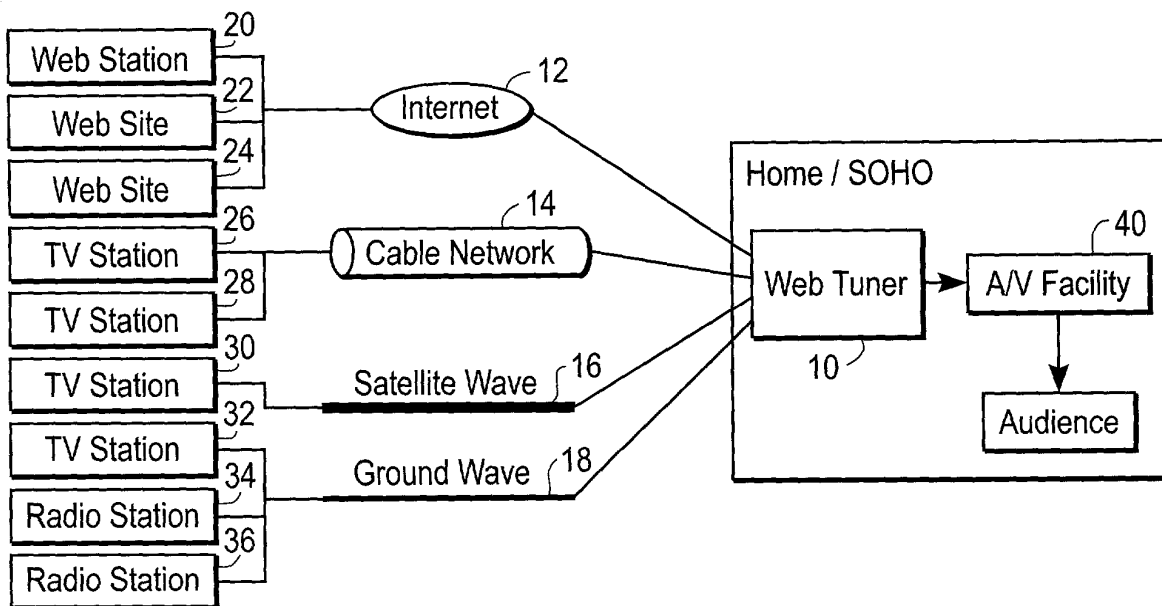 20
Web Station
22
Web Site
24
Web Site
26
TV Station
28
TV Station
30
TV Station
32
TV Station
34
Radio Station
36
Radio Station
12
Internet
14
Cable Network
Satellite Wave
16
Ground Wave
18
Home / SOHO
Web Tuner
10
40
A/V Facility
Audience